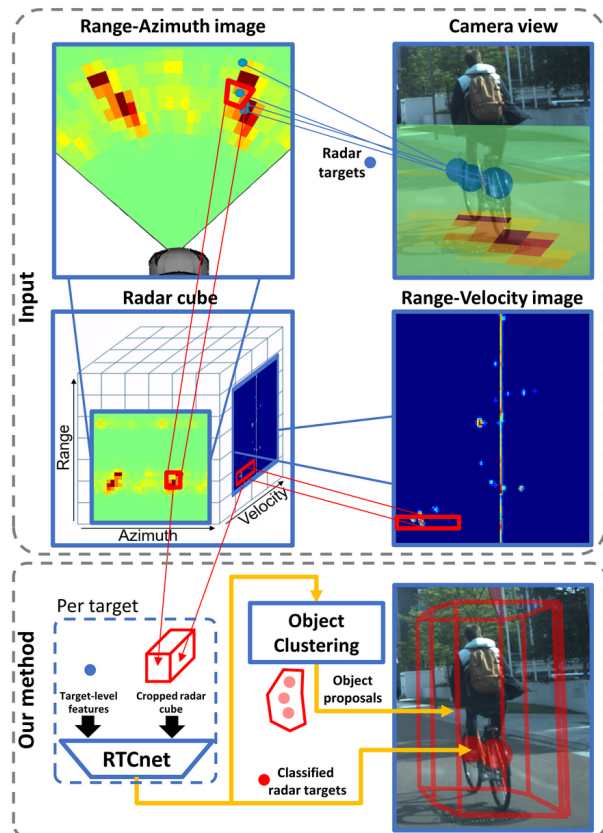 Range-Azimuth image
Camera view
Radar
targets
Input
Radar cube
Range-Velocity image
Range
Azimuth
Velocity
Our method
Per target
Target-level
features
Cropped radar
cube
RTCnet
Object
Clustering
Object
proposals
Classified
radar targets